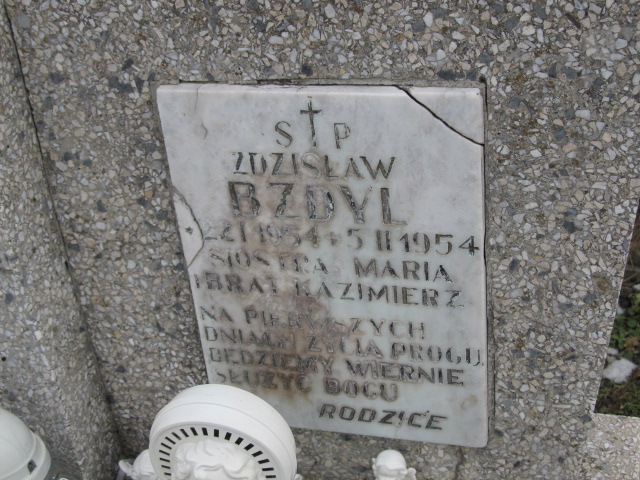 Ś † P
ZDZISŁAW
BZDYL
I 1954 + 5 II 1954
SIOSTRA MARIA
I BRAT KAZIMIERZ
NA PIERWSZYCH
DNIACH ŻYCIA PROGU
BĘDZIEMY WIERNIE
SŁUŻYĆ BOGU
RODZICE